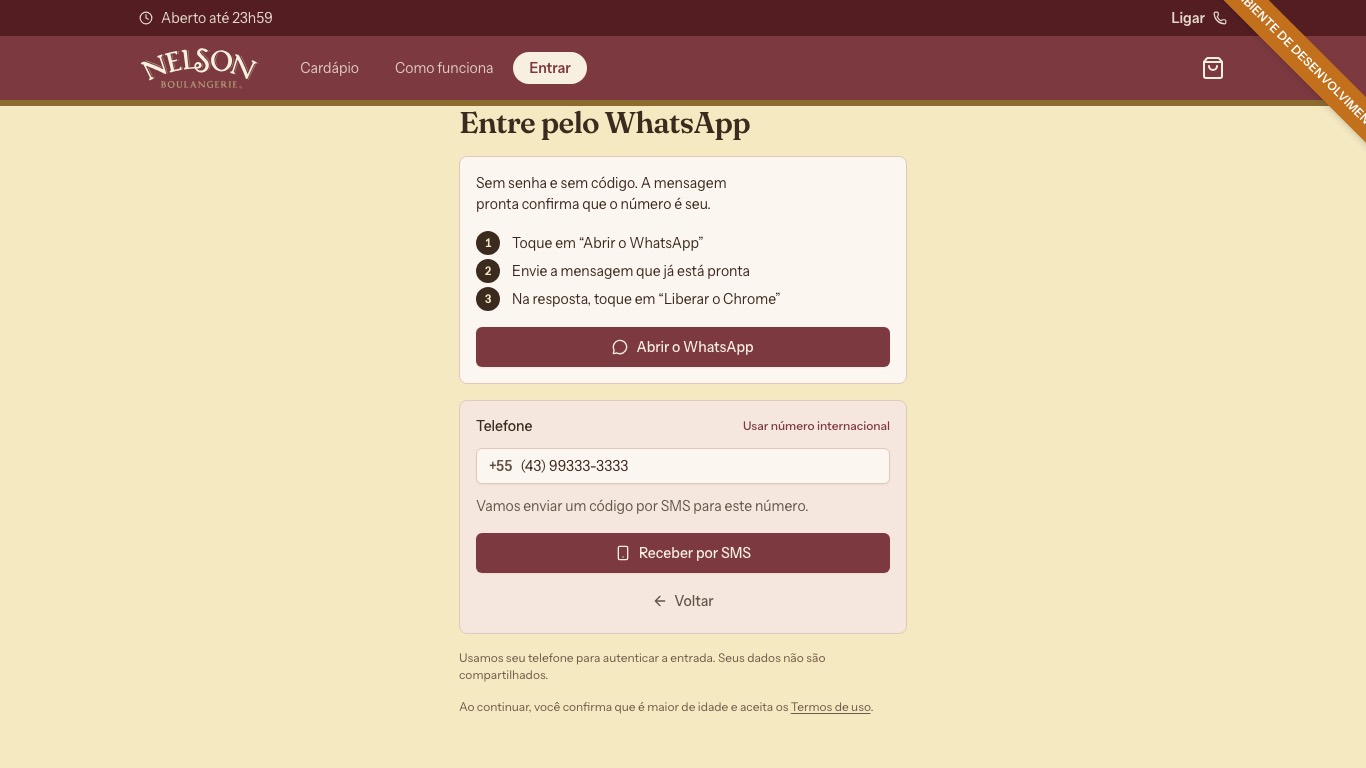 Aberto até 23h59
Ligar
NELSON
BOULANGERIE
Cardápio
Como funciona
Entrar
DE DESENVOLVIMEN
Entre pelo WhatsApp
Sem senha e sem código. A mensagem
pronta confirma que o número é seu.
1 Toque em “Abrir o WhatsApp”
2 Envie a mensagem que já está pronta
3 Na resposta, toque em “Liberar o Chrome”
Abrir o WhatsApp
Telefone
Usar número internacional
+55 (43) 99333-3333
Vamos enviar um código por SMS para este número.
Receber por SMS
Voltar
Usamos seu telefone para autenticar a entrada. Seus dados não são
compartilhados.
Ao continuar, você confirma que é maior de idade e aceita os Termos de uso.